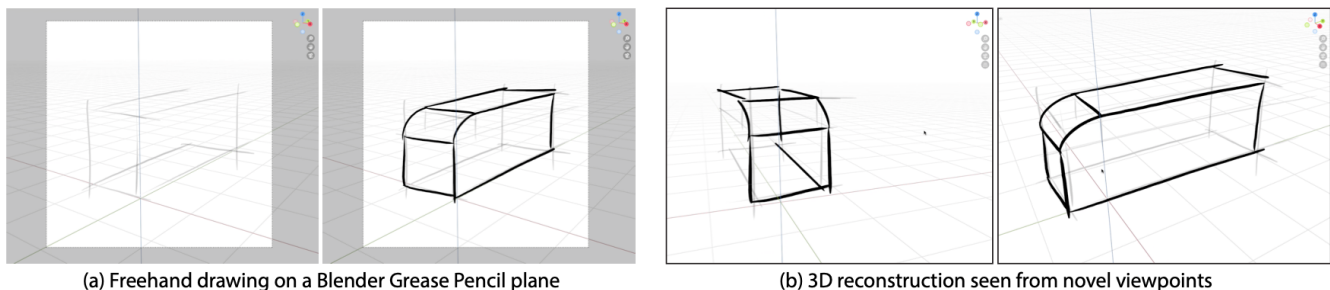 (a) Freehand drawing on a Blender Grease Pencil plane
(b) 3D reconstruction seen from novel viewpoints